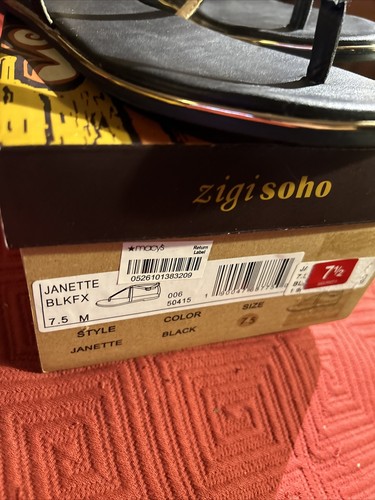 zigi soho
★macy's
Return
Label
0526101383209
JANETTE
BLKFX
006
50415
7.5 M
7½
STYLE
COLOR
SIZE
JANETTE
BLACK
7.5